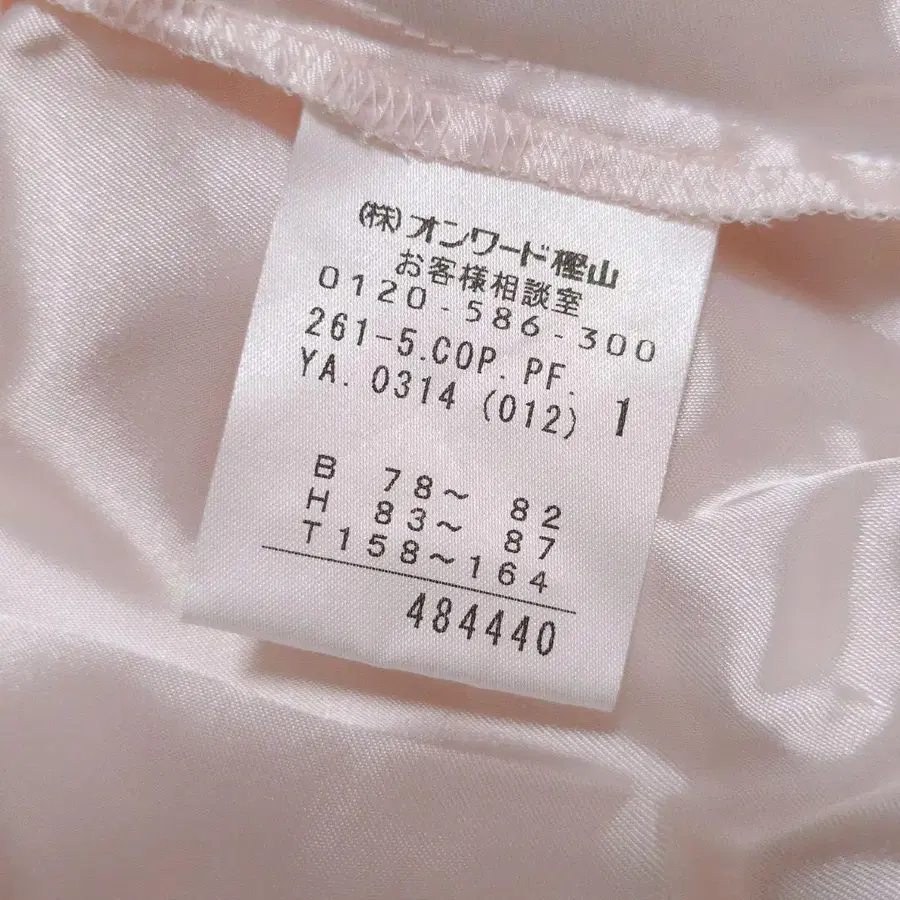 (株)オンワード樫山
お客様相談室
0120-586-300
261-5.COP.PF.
YA.0314(012) 1
B 78~ 82
H 83~ 87
T158~164
484440